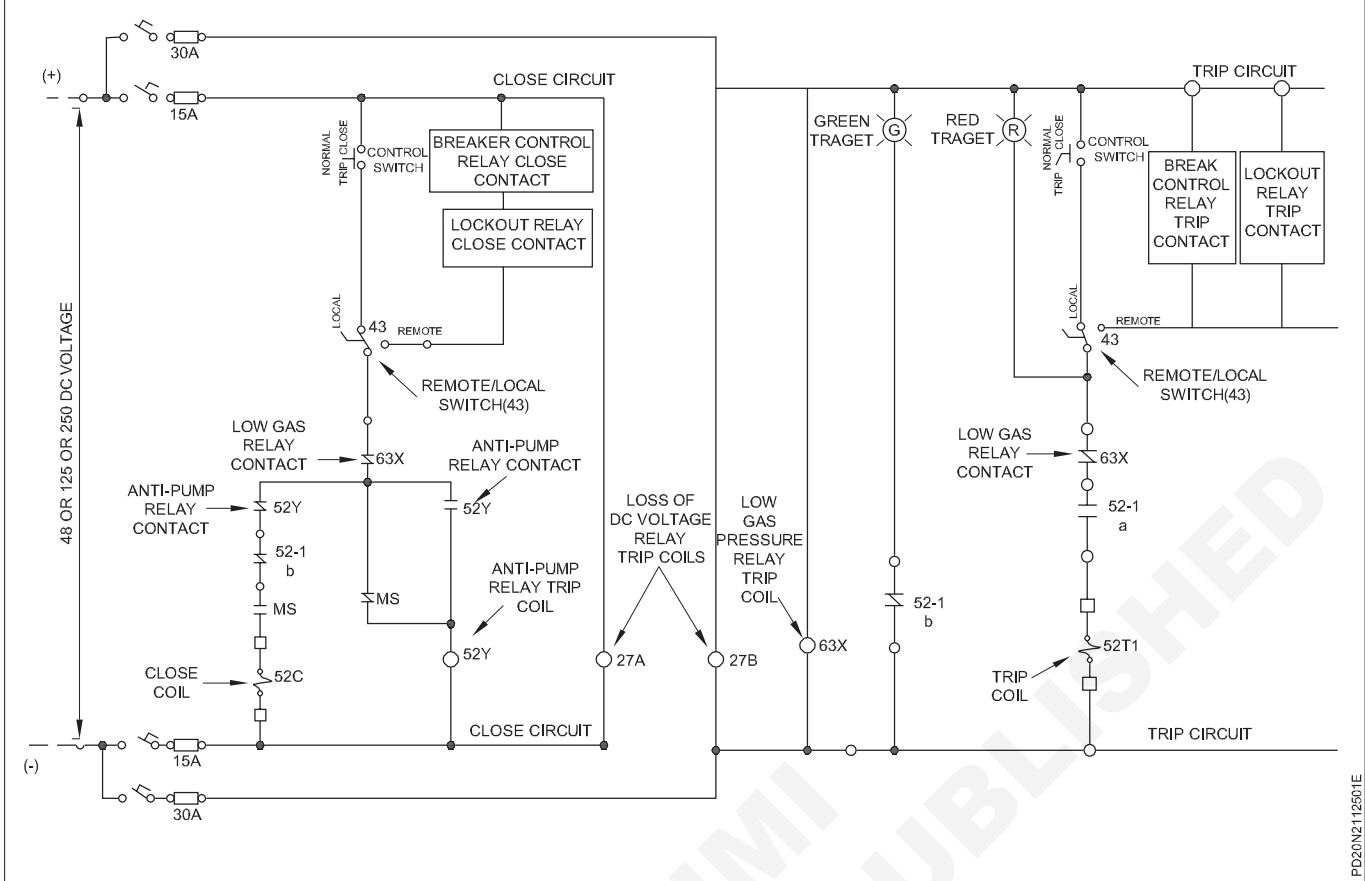 30A
(+)
15A
CLOSE CIRCUIT
TRIP CIRCUIT
NORMAL
TRIP CLOSE
CONTROL
SWITCH
BREAKER CONTROL
RELAY CLOSE
CONTACT
LOCKOUT RELAY
CLOSE CONTACT
GREEN
TRAGET
G
RED
TRAGET
R
NORMAL
TRIP CLOSE
CONTROL
SWITCH
BREAK
CONTROL
RELAY
TRIP
CONTACT
LOCKOUT
RELAY
TRIP
CONTACT
48 OR 125 OR 250 DC VOLTAGE
LOCAL
43
REMOTE
REMOTE/LOCAL
SWITCH(43)
LOCAL
REMOTE
43
REMOTE/LOCAL
SWITCH(43)
LOW GAS
RELAY
CONTACT
63X
ANTI-PUMP
RELAY CONTACT
ANTI-PUMP
RELAY
CONTACT
52Y
52Y
52-1
b
MS
MS
ANTI-PUMP
RELAY TRIP
COIL
52Y
CLOSE
COIL
52C
LOSS OF
DC VOLTAGE
RELAY
TRIP COILS
27A
27B
LOW
GAS
PRESSURE
RELAY
TRIP
COIL
63X
52-1
b
LOW GAS
RELAY
CONTACT
63X
52-1
a
52T1
TRIP
COIL
CLOSE CIRCUIT
TRIP CIRCUIT
(-)
15A
30A
PD20N2112501E
UBLISHED